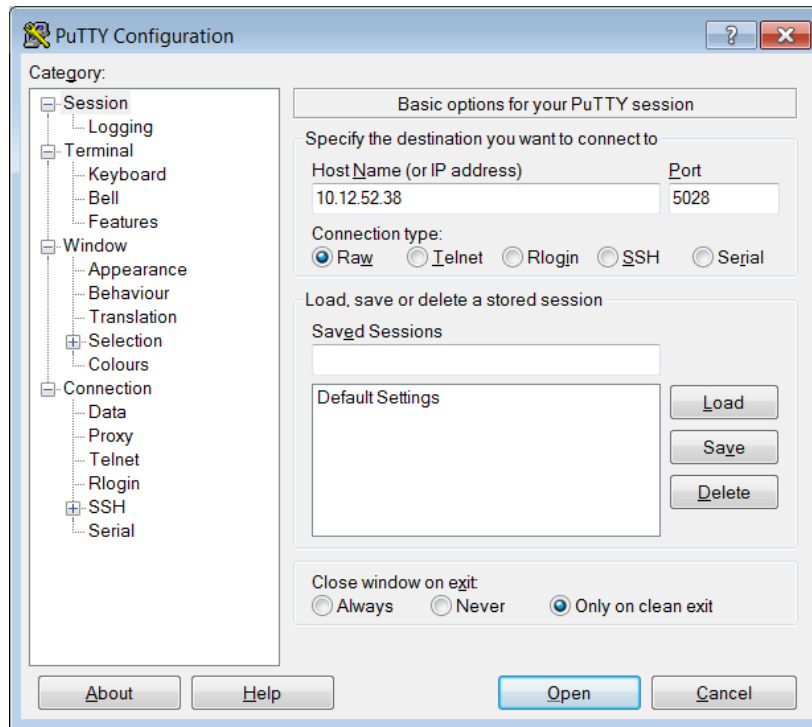 PuTTY Configuration
Category:
Session
Logging
Terminal
Keyboard
Bell
Features
Window
Appearance
Behaviour
Translation
Selection
Colours
Connection
Data
Proxy
Telnet
Rlogin
SSH
Serial
Basic options for your PuTTY session
Specify the destination you want to connect to
Host Name (or IP address) Port
10.12.52.38 5028
Connection type:
Raw Telnet Rlogin SSH Serial
Load, save or delete a stored session
Saved Sessions
Default Settings
Load
Save
Delete
Close window on exit:
Always Never Only on clean exit
About Help Open Cancel